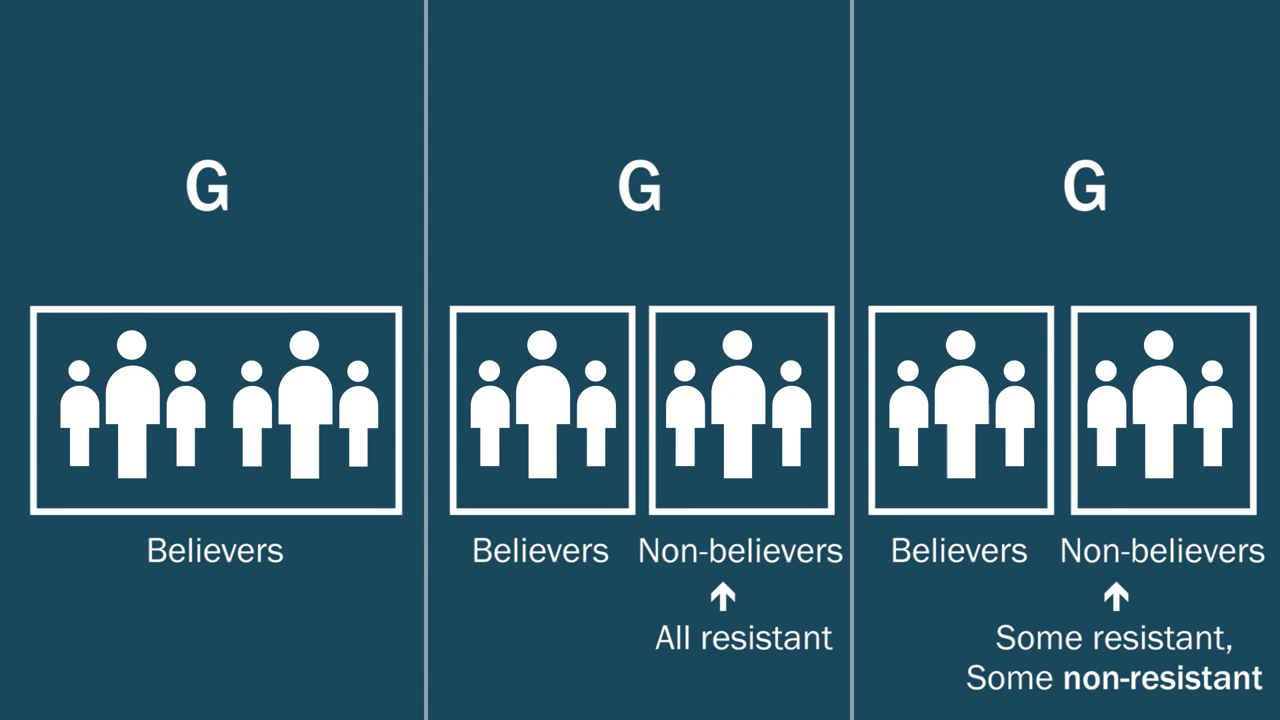 G
Believers
G
Believers
Non-believers
All resistant
G
Believers
Non-believers
Some resistant,
Some non-resistant